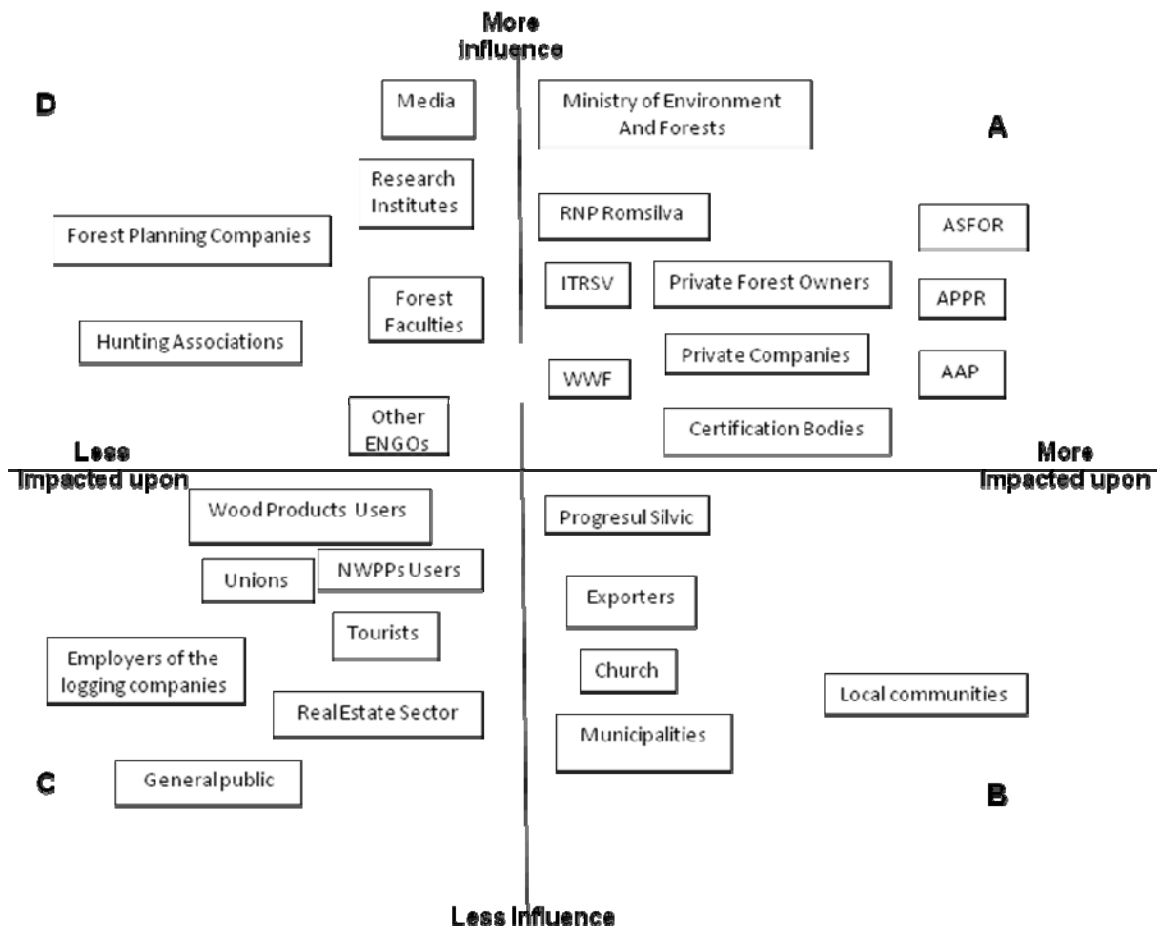 More
influence
D
Media
Ministry of Environment
And Forests
A
Research
Institutes
RNP Romsilva
ASFOR
Forest Planning Companies
ITRSV
Private Forest Owners
APPR
Forest
Faculties
Hunting Associations
Private Companies
WWF
AAP
Other
ENGOs
Certification Bodies
Less
Impacted upon
More
Impacted upon
Wood Products Users
Progresul Silvic
Unions
NWPPs Users
Exporters
Tourists
Employers of the
logging companies
Church
Local communities
Real Estate Sector
Municipalities
General public
C
B
Less Influence